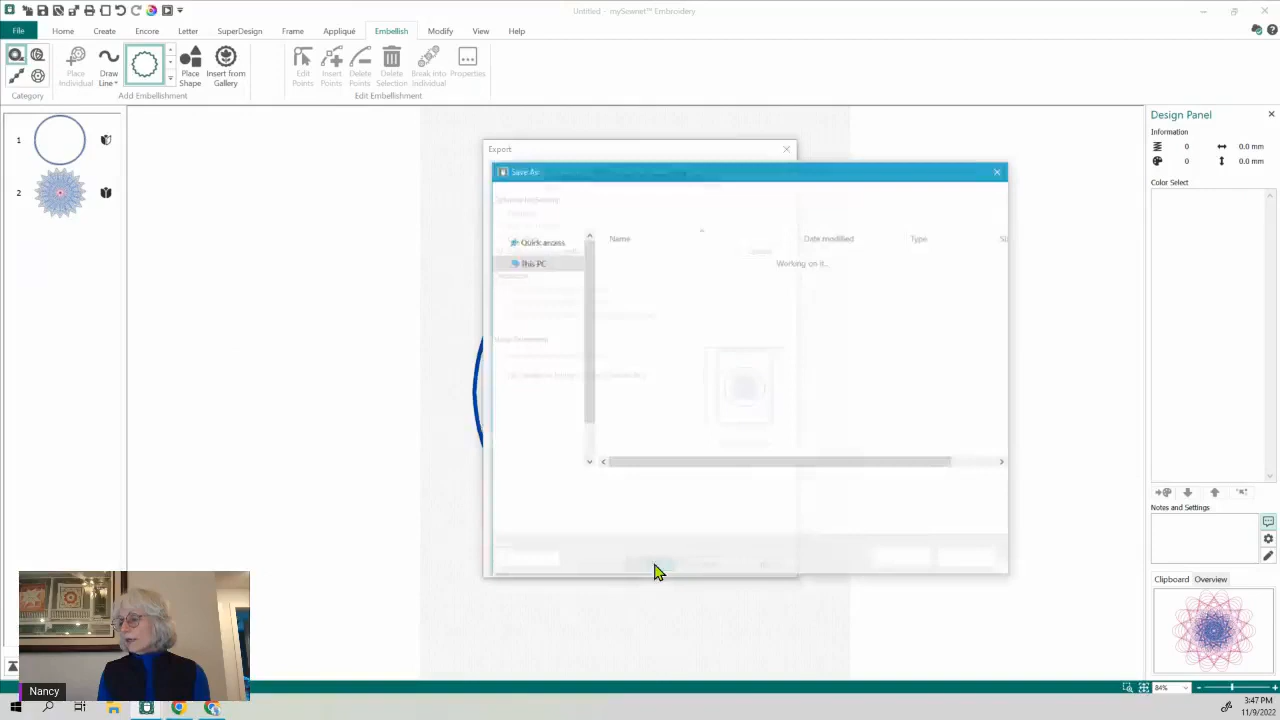 Untitled - mySewnet™ Embroidery
File Home Create Encore Letter SuperDesign Frame Appliqué Embellish Modify View Help
Place Individual
Draw Line
Place Shape
Insert from Gallery
Edit Points
Insert Points
Delete Points
Delete Selection
Break into Individual
Properties
Category
Add Embellishment
Edit Embellishment
1
2
Export
Save As
Quick access
This PC
Name
Date modified
Type
Working on it...
Design Panel
Information
0 0.0 mm
0 0.0 mm
Color Select
Notes and Settings
Clipboard Overview
84%
Nancy
3:47 PM
11/9/2022